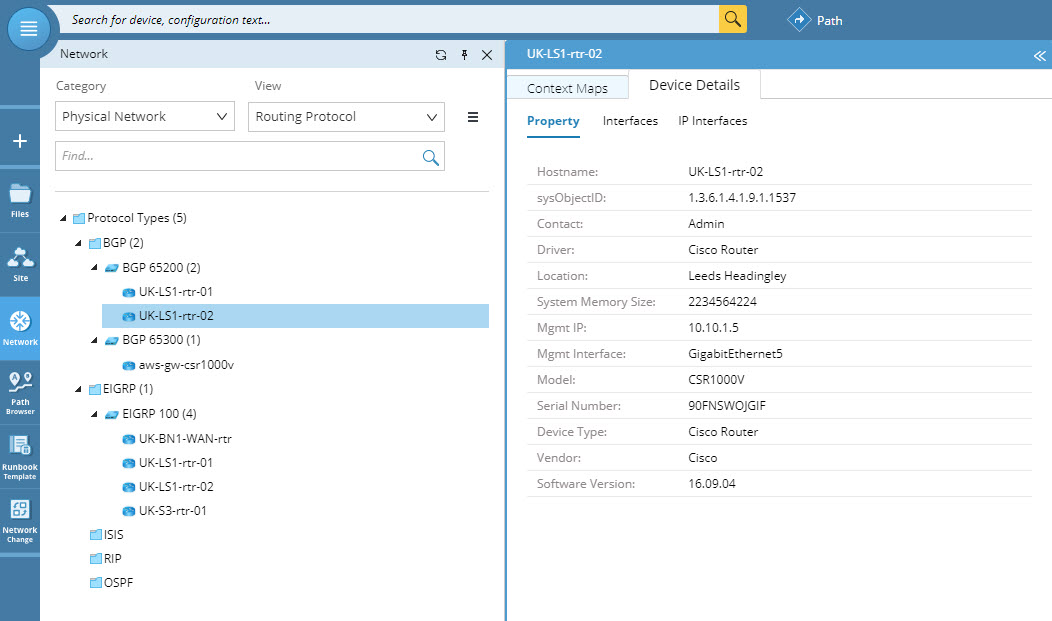 Search for device, configuration text...
Path
Files
Site
Network
Path
Browser
Runbook
Template
Network
Change
Network
Category
View
Physical Network
Routing Protocol
Find...
Protocol Types (5)
BGP (2)
BGP 65200 (2)
UK-LS1-rtr-01
UK-LS1-rtr-02
BGP 65300 (1)
aws-gw-csr1000v
EIGRP (1)
EIGRP 100 (4)
UK-BN1-WAN-rtr
UK-LS1-rtr-01
UK-LS1-rtr-02
UK-S3-rtr-01
ISIS
RIP
OSPF
UK-LS1-rtr-02
Context Maps
Device Details
Property
Interfaces
IP Interfaces
Hostname: UK-LS1-rtr-02
sysObjectID: 1.3.6.1.4.1.9.1.1537
Contact: Admin
Driver: Cisco Router
Location: Leeds Headingley
System Memory Size: 2234564224
Mgmt IP: 10.10.1.5
Mgmt Interface: GigabitEthernet5
Model: CSR1000V
Serial Number: 90FNSWOJGIF
Device Type: Cisco Router
Vendor: Cisco
Software Version: 16.09.04